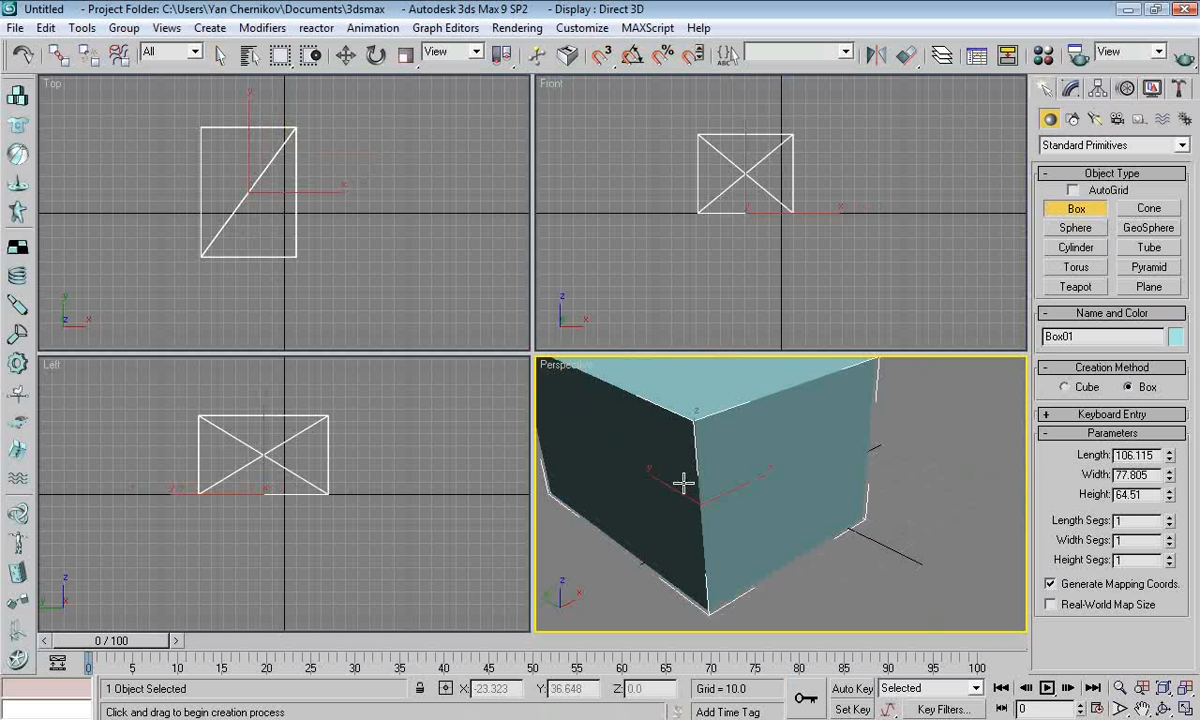 Untitled - Project Folder: C:\Users\Yan Chernikov\Documents\3dsmax - Autodesk 3ds Max 9 SP2 - Display : Direct 3D
File Edit Tools Group Views Create Modifiers reactor Animation Graph Editors Rendering Customize MAXScript Help
All View 3 % ABC View
Top Front
Standard Primitives
Object Type
AutoGrid
Box Cone
Sphere GeoSphere
Cylinder Tube
Torus Pyramid
Teapot Plane
Name and Color
Box01
Left Perspective
Creation Method
Cube Box
Keyboard Entry
Parameters
Length: 106.115
Width: 77.805
Height: 64.51
Length Segs: 1
Width Segs: 1
Height Segs: 1
Generate Mapping Coords.
Real-World Map Size
0 / 100
0 5 10 15 20 25 30 35 40 45 50 55 60 65 70 75 80 85 90 95 100
1 Object Selected X: -23.323 Y: 36.648 Z: 0.0 Grid = 10.0 Auto Key Selected
Click and drag to begin creation process Add Time Tag Set Key Key Filters... 0